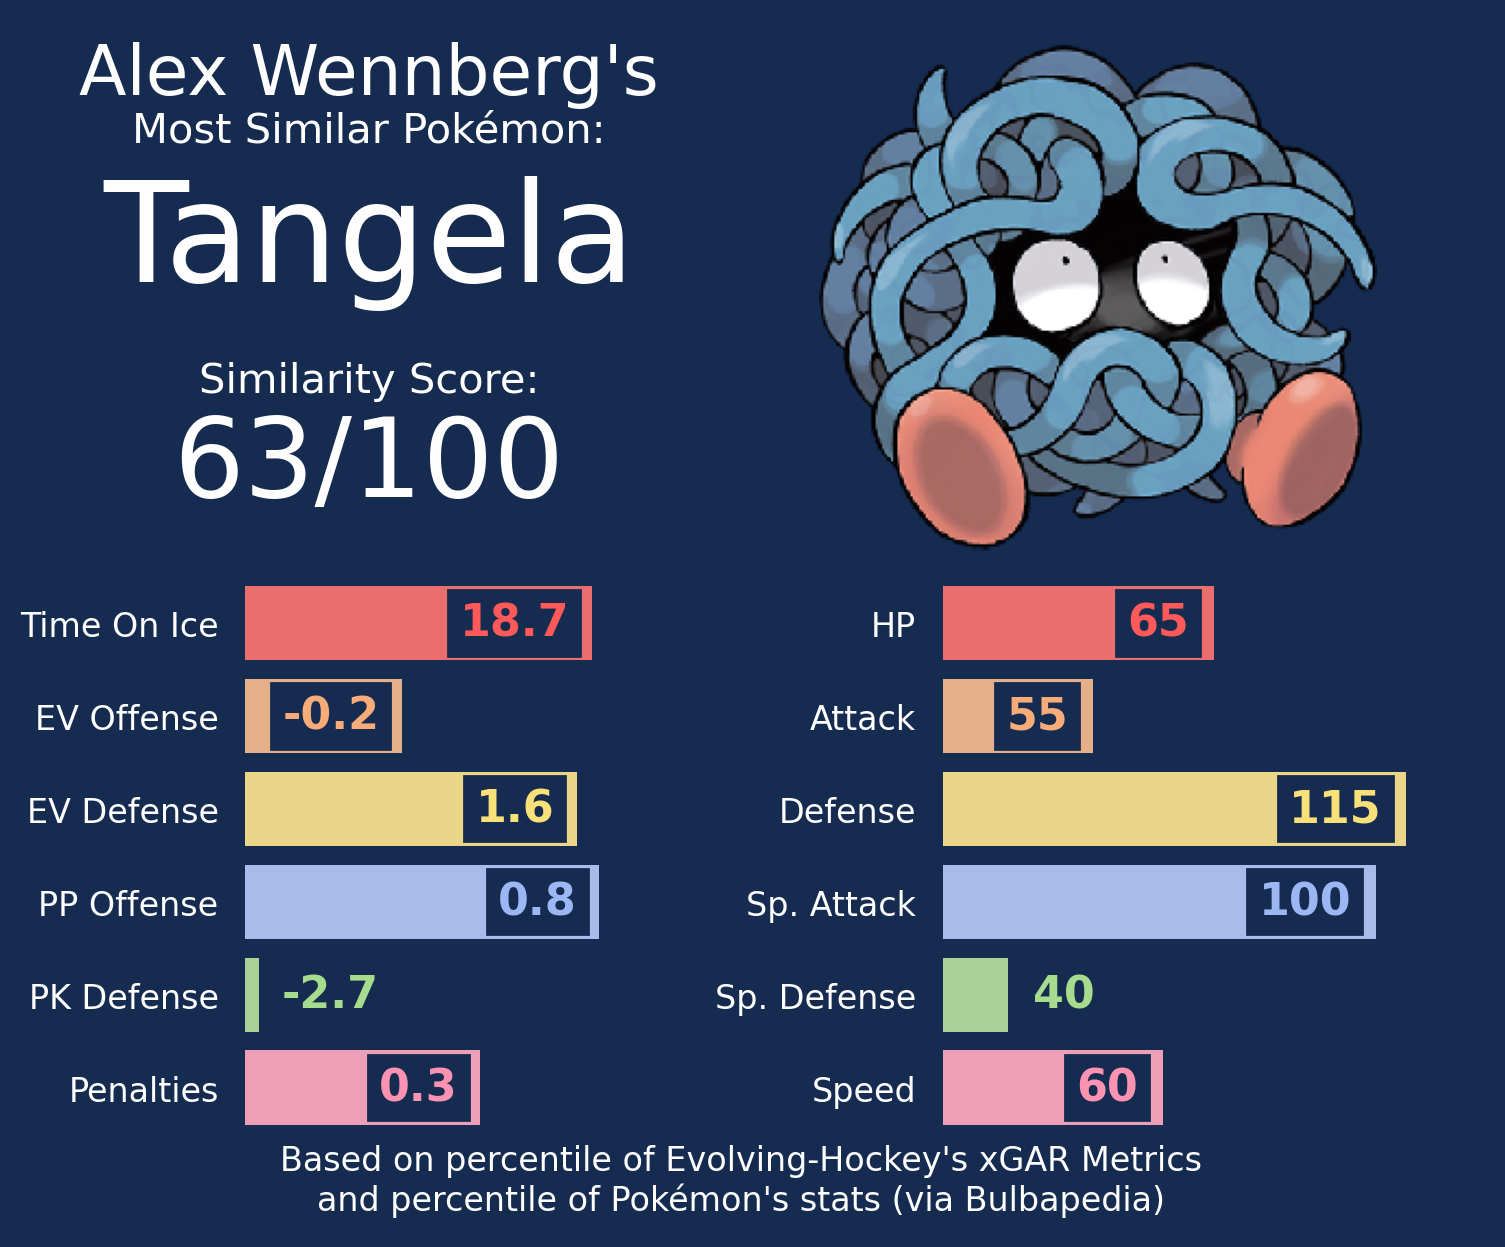 Alex Wennberg's
Most Similar Pokémon:
Tangela
Similarity Score:
63/100
Time On Ice 18.7
EV Offense -0.2
EV Defense 1.6
PP Offense 0.8
PK Defense -2.7
Penalties 0.3
HP 65
Attack 55
Defense 115
Sp. Attack 100
Sp. Defense 40
Speed 60
Based on percentile of Evolving-Hockey's xGAR Metrics
and percentile of Pokémon's stats (via Bulbapedia)